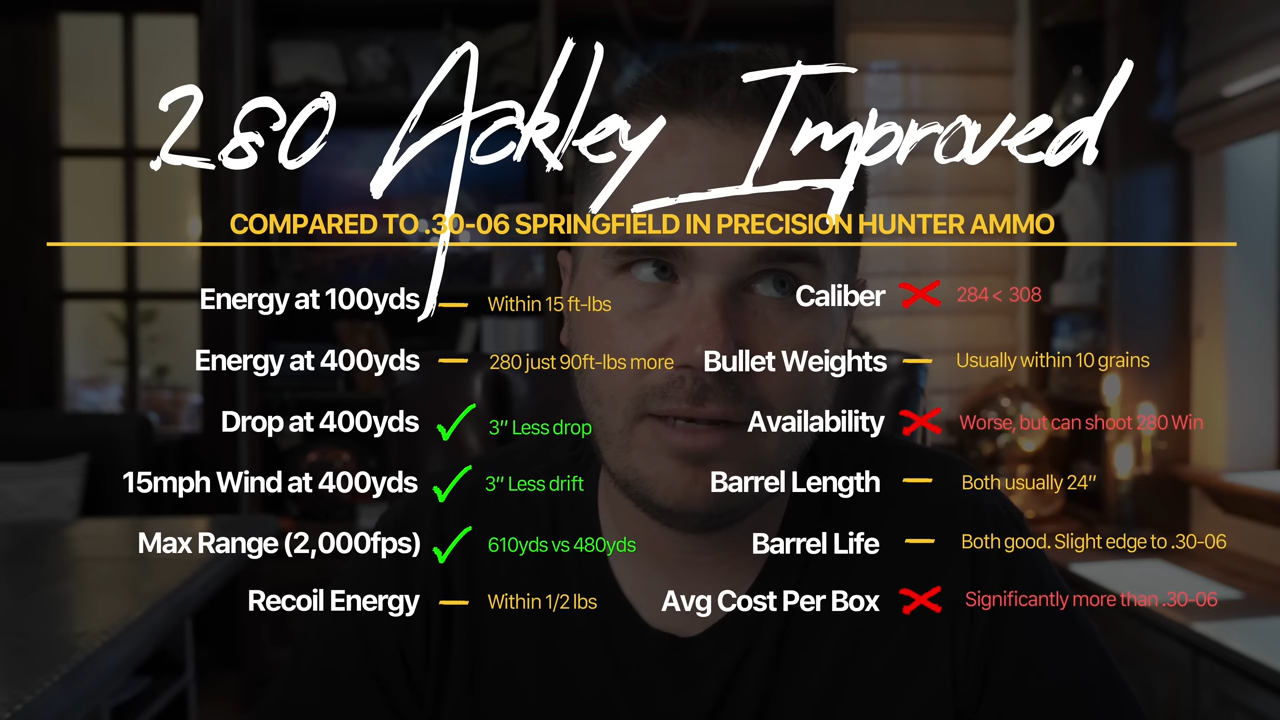 280 Ackley Improved
COMPARED TO .30-06 SPRINGFIELD IN PRECISION HUNTER AMMO
Energy at 100yds — Within 15 ft-lbs
Energy at 400yds — 280 just 90ft-lbs more
Drop at 400yds ✓ 3" Less drop
15mph Wind at 400yds ✓ 3" Less drift
Max Range (2,000fps) ✓ 610yds vs 480yds
Recoil Energy — Within 1/2 lbs
Caliber ✗ 284 < 308
Bullet Weights — Usually within 10 grains
Availability ✗ Worse, but can shoot 280 Win
Barrel Length — Both usually 24"
Barrel Life — Both good. Slight edge to .30-06
Avg Cost Per Box ✗ Significantly more than .30-06